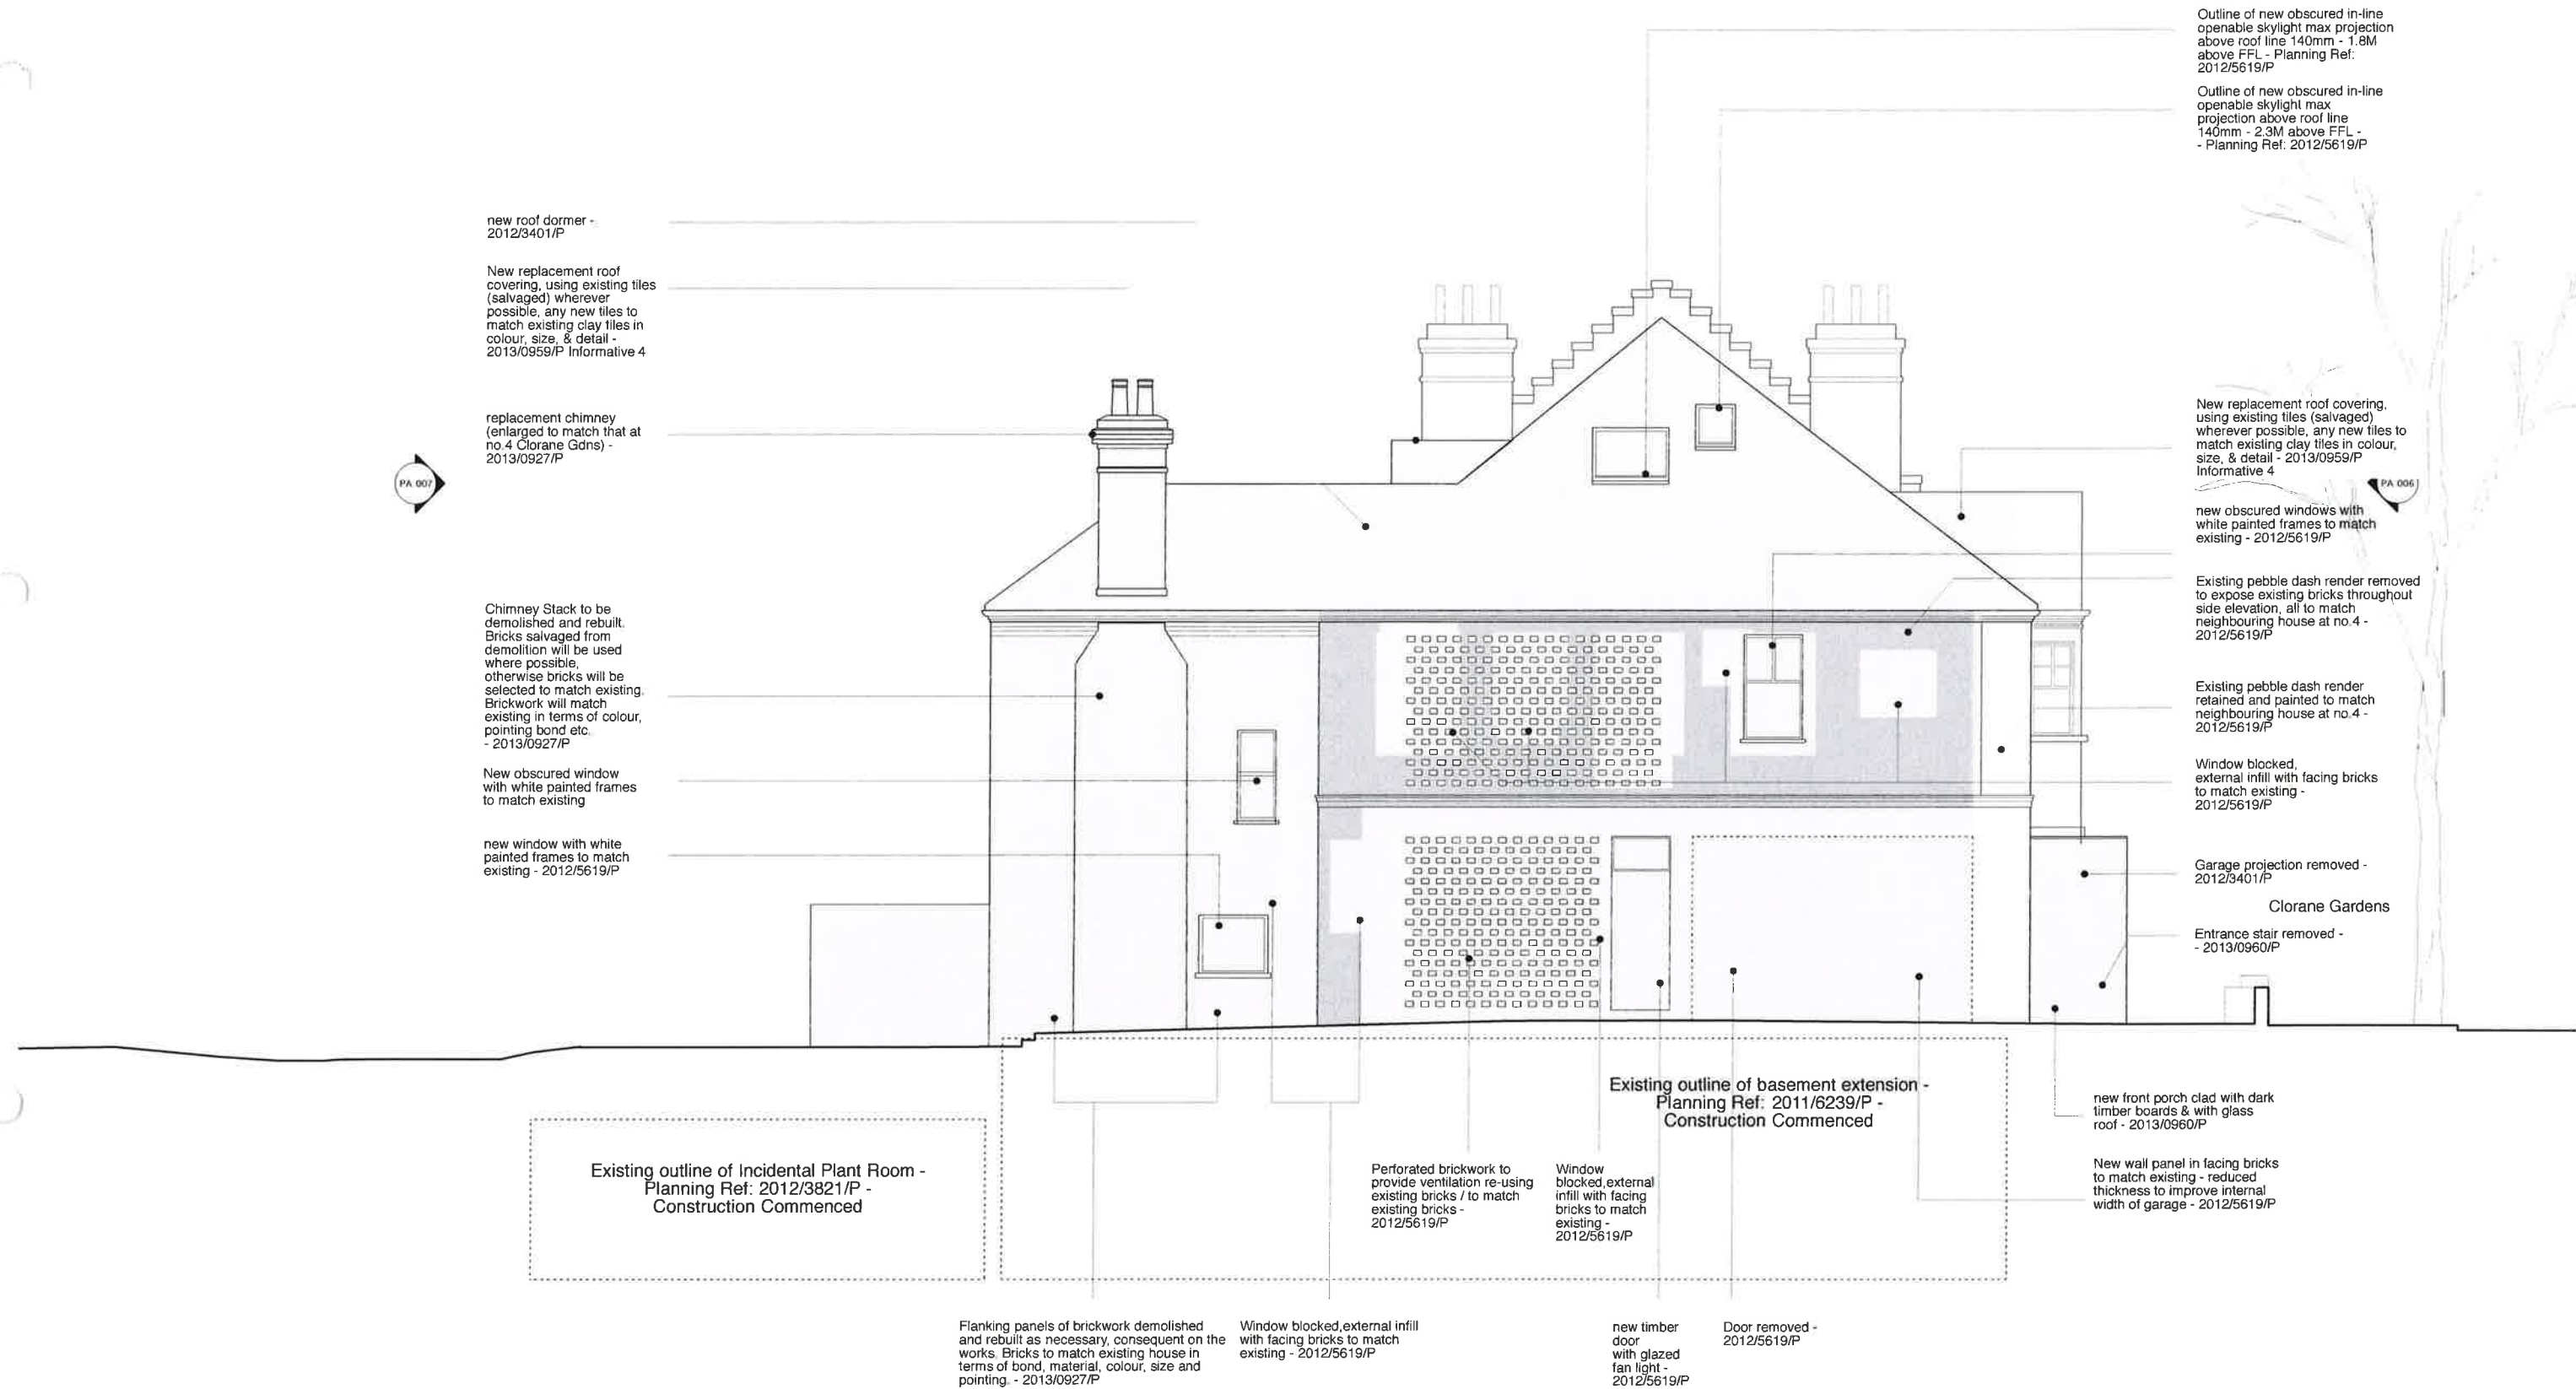 Outline of new obscured in-line
openable skylight max projection
above roof line 140mm - 1.8M
above FFL - Planning Ref:
2012/5619/P
Outline of new obscured in-line
openable skylight max
projection above roof line
140mm - 2.3M above FFL -
- Planning Ref: 2012/5619/P
new roof dormer -
2012/3401/P
New replacement roof
covering, using existing tiles
(salvaged) wherever
possible, any new tiles to
match existing clay tiles in
colour, size, & detail -
2013/0959/P Informative 4
replacement chimney
(enlarged to match that at
no.4 Clorane Gdns) -
2013/0927/P
PA 007
Chimney Stack to be
demolished and rebuilt.
Bricks salvaged from
demolition will be used
where possible,
otherwise bricks will be
selected to match existing.
Brickwork will match
existing in terms of colour,
pointing bond etc.
- 2013/0927/P
New obscured window
with white painted frames
to match existing
new window with white
painted frames to match
existing - 2012/5619/P
New replacement roof covering,
using existing tiles (salvaged)
wherever possible, any new tiles to
match existing clay tiles in colour,
size, & detail - 2013/0959/P
Informative 4
PA 006
new obscured windows with
white painted frames to match
existing - 2012/5619/P
Existing pebble dash render removed
to expose existing bricks throughout
side elevation, all to match
neighbouring house at no.4 -
2012/5619/P
Existing pebble dash render
retained and painted to match
neighbouring house at no.4 -
2012/5619/P
Window blocked,
external infill with facing bricks
to match existing -
2012/5619/P
Garage projection removed -
2012/3401/P
Clorane Gardens
Entrance stair removed -
- 2013/0960/P
new front porch clad with dark
timber boards & with glass
roof - 2013/0960/P
New wall panel in facing bricks
to match existing - reduced
thickness to improve internal
width of garage - 2012/5619/P
Existing outline of basement extension -
Planning Ref: 2011/6239/P -
Construction Commenced
Existing outline of Incidental Plant Room -
Planning Ref: 2012/3821/P -
Construction Commenced
Perforated brickwork to
provide ventilation re-using
existing bricks / to match
existing bricks -
2012/5619/P
Window
blocked,external
infill with facing
bricks to match
existing -
2012/5619/P
Flanking panels of brickwork demolished
and rebuilt as necessary, consequent on the
works. Bricks to match existing house in
terms of bond, material, colour, size and
pointing. - 2013/0927/P
Window blocked,external infill
with facing bricks to match
existing - 2012/5619/P
new timber
door
with glazed
fan light -
2012/5619/P
Door removed -
2012/5619/P